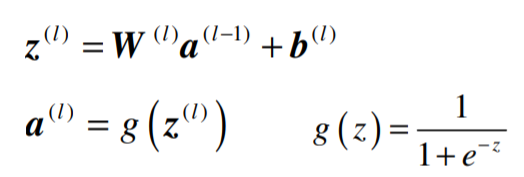 z^(l) = W^(l) a^(l−1) + b^(l)
a^(l) = g(z^(l))    g(z) = 1 / (1 + e^−z)